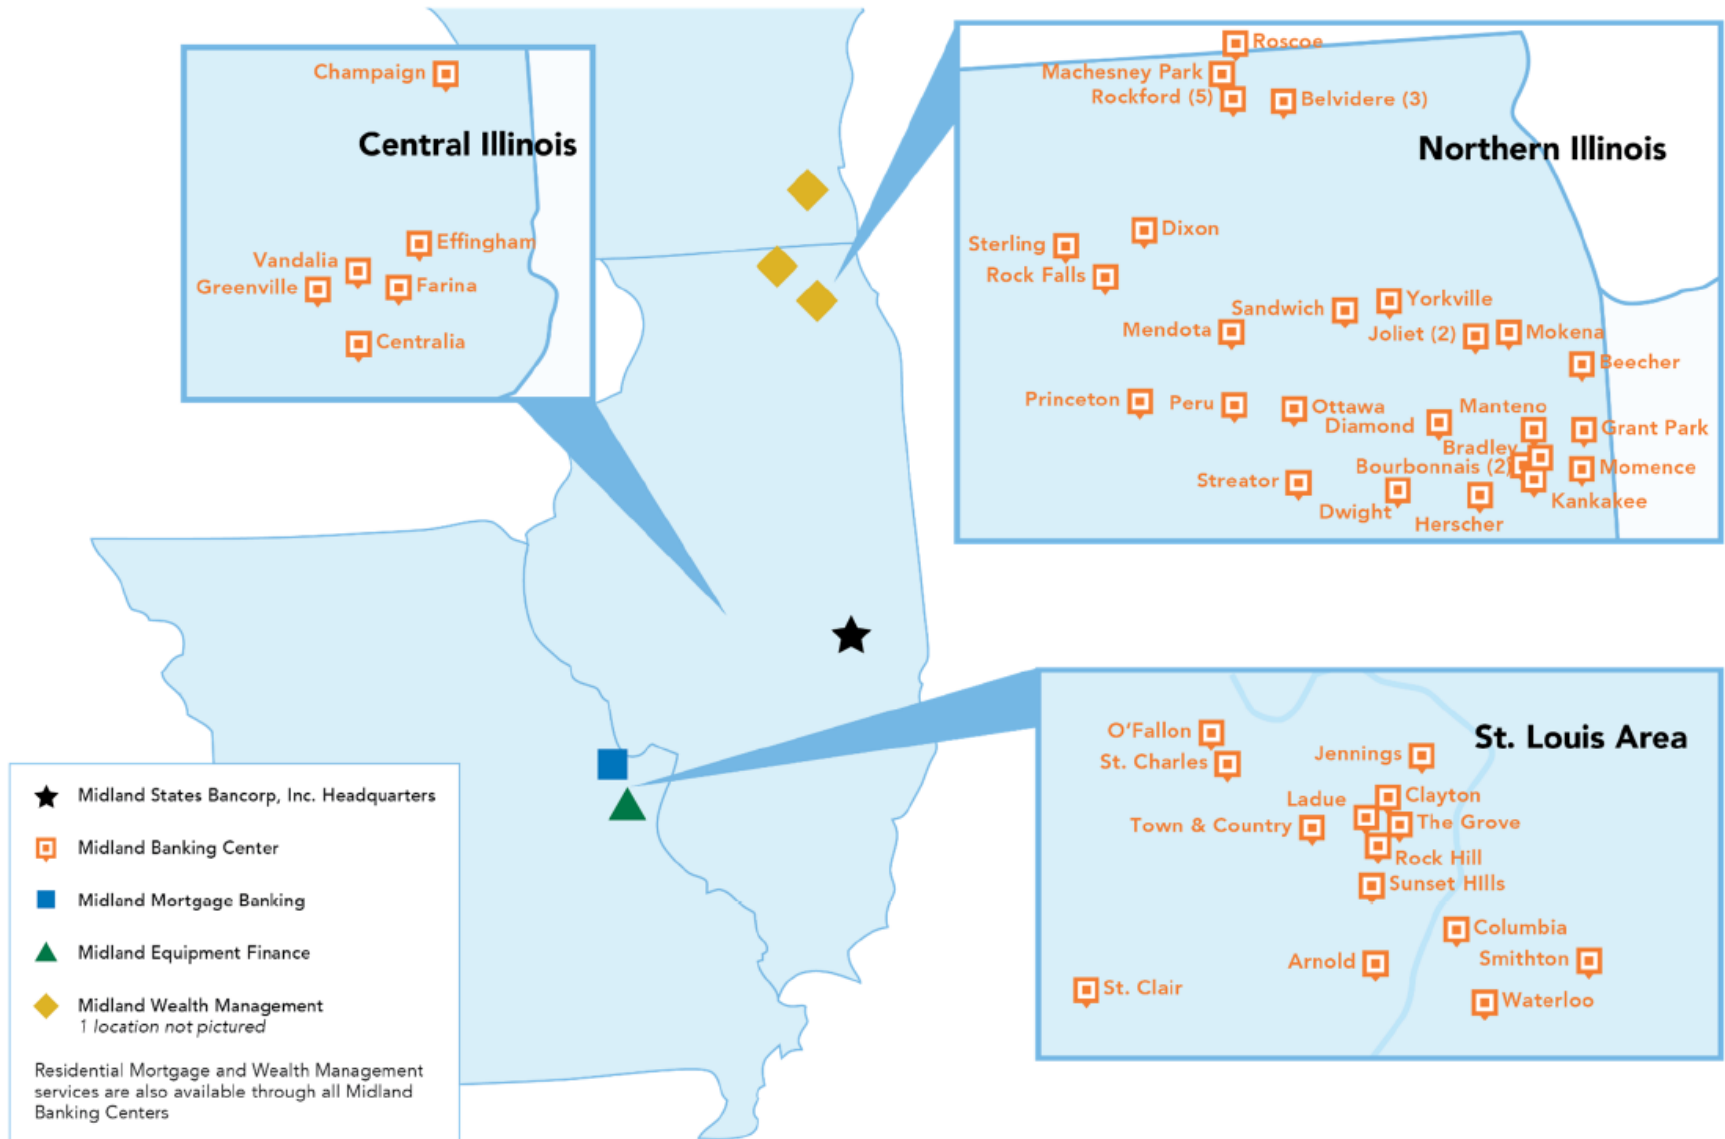 Central Illinois
Champaign
Effingham
Vandalia
Greenville
Farina
Centralia
Northern Illinois
Roscoe
Machesney Park
Rockford (5)
Belvidere (3)
Dixon
Sterling
Rock Falls
Sandwich
Yorkville
Mendota
Joliet (2)
Mokena
Beecher
Princeton
Peru
Ottawa
Diamond
Manteno
Grant Park
Bradley
Bourbonnais (2)
Momence
Streator
Dwight
Herscher
Kankakee
St. Louis Area
O'Fallon
St. Charles
Jennings
Ladue
Clayton
Town & Country
The Grove
Rock Hill
Sunset HIlls
Columbia
Arnold
Smithton
St. Clair
Waterloo
Midland States Bancorp, Inc. Headquarters
Midland Banking Center
Midland Mortgage Banking
Midland Equipment Finance
Midland Wealth Management
1 location not pictured
Residential Mortgage and Wealth Management
services are also available through all Midland
Banking Centers